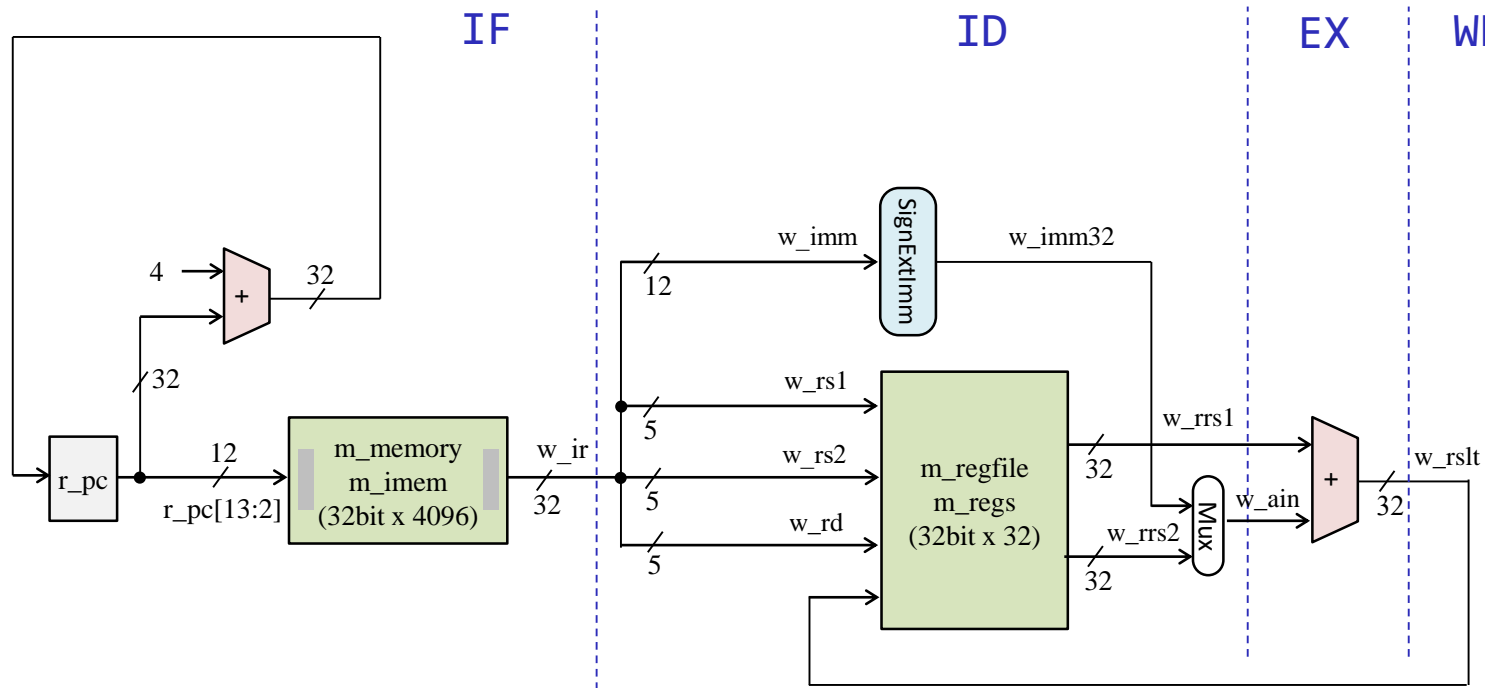 IF
ID
EX
4
+
32
32
r_pc
12
r_pc[13:2]
m_memory
m_imem
(32bit x 4096)
w_ir
32
w_imm
12
SignExtImm
w_imm32
w_rs1
5
w_rs2
5
w_rd
5
m_regfile
m_regs
(32bit x 32)
w_rrs1
32
w_rrs2
32
Mux
w_ain
+
w_rslt
32